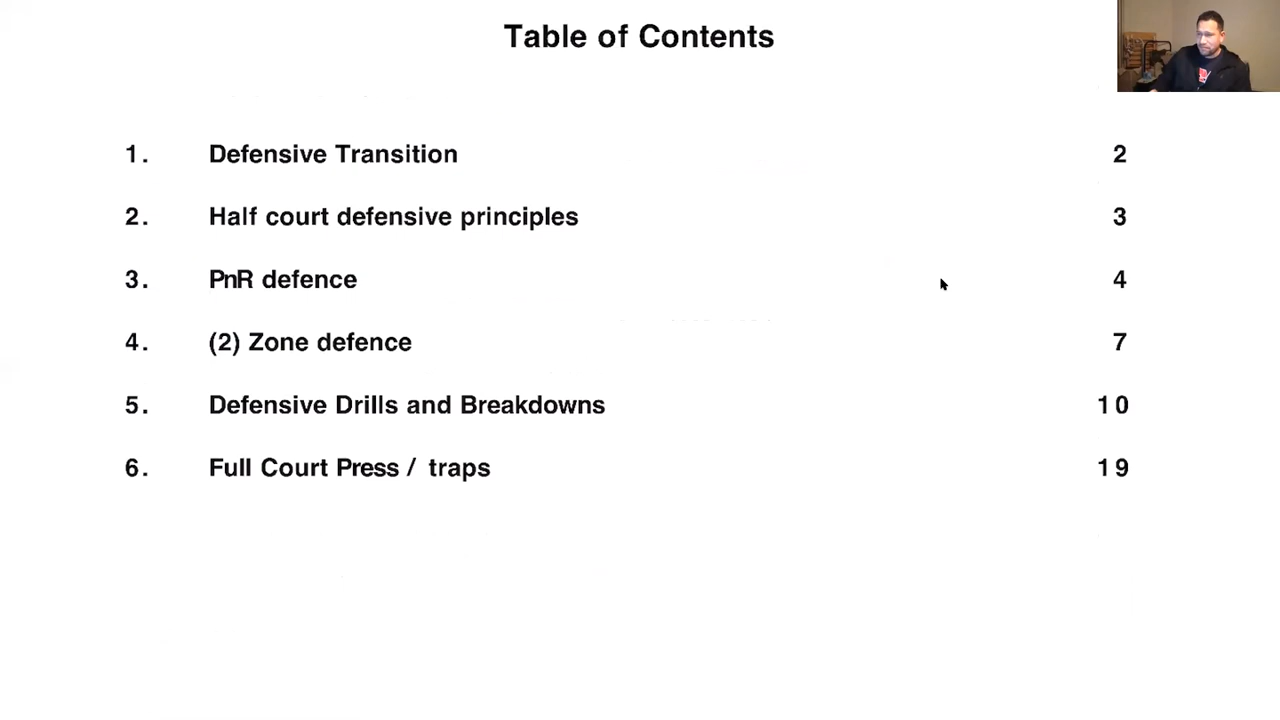 Table of Contents
1. Defensive Transition 2
2. Half court defensive principles 3
3. PnR defence 4
4. (2) Zone defence 7
5. Defensive Drills and Breakdowns 10
6. Full Court Press / traps 19